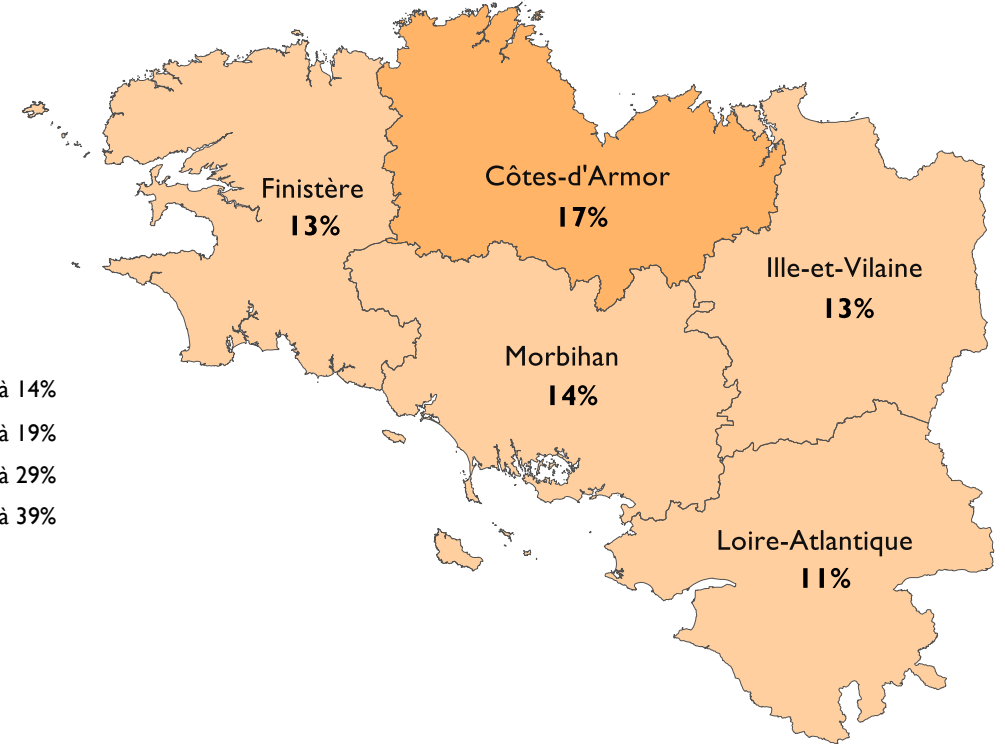 Côtes-d'Armor
17%
Finistère
13%
Ille-et-Vilaine
13%
Morbihan
14%
à 14%
à 19%
à 29%
à 39%
Loire-Atlantique
11%